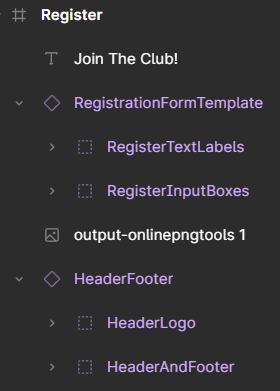 Register
Join The Club!
RegistrationFormTemplate
RegisterTextLabels
RegisterInputBoxes
output-onlinepngtools 1
HeaderFooter
HeaderLogo
HeaderAndFooter